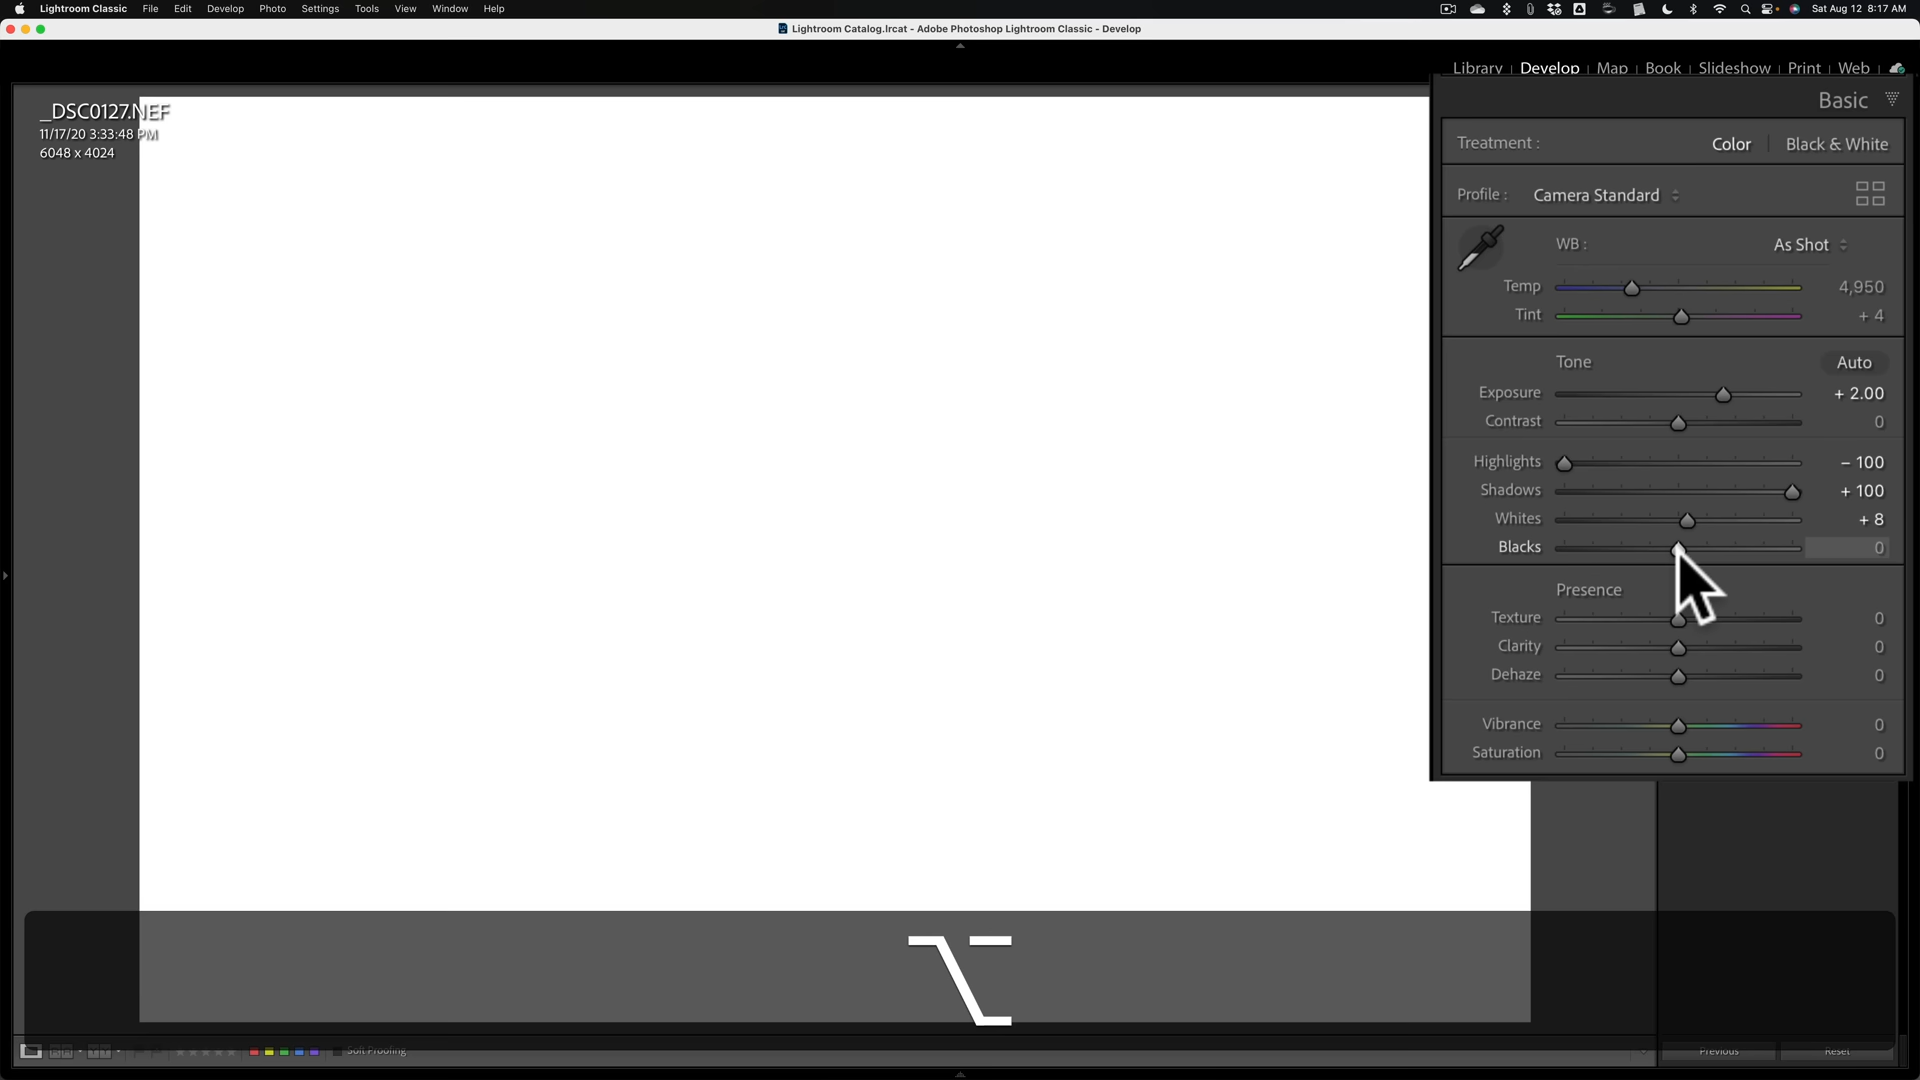 Lightroom Classic File Edit Develop Photo Settings Tools View Window Help Sat Aug 12 8:17 AM
Lightroom Catalog.lrcat - Adobe Photoshop Lightroom Classic - Develop
Library | Develop | Map | Book | Slideshow | Print | Web
_DSC0127.NEF
11/17/20 3:33:48 PM
6048 x 4024
Basic
Treatment : Color | Black & White
Profile : Camera Standard
WB : As Shot
Temp 4,950
Tint + 4
Tone Auto
Exposure + 2.00
Contrast 0
Highlights – 100
Shadows + 100
Whites + 8
Blacks 0
Presence
Texture 0
Clarity 0
Dehaze 0
Vibrance 0
Saturation 0
Soft Proofing Previous Reset